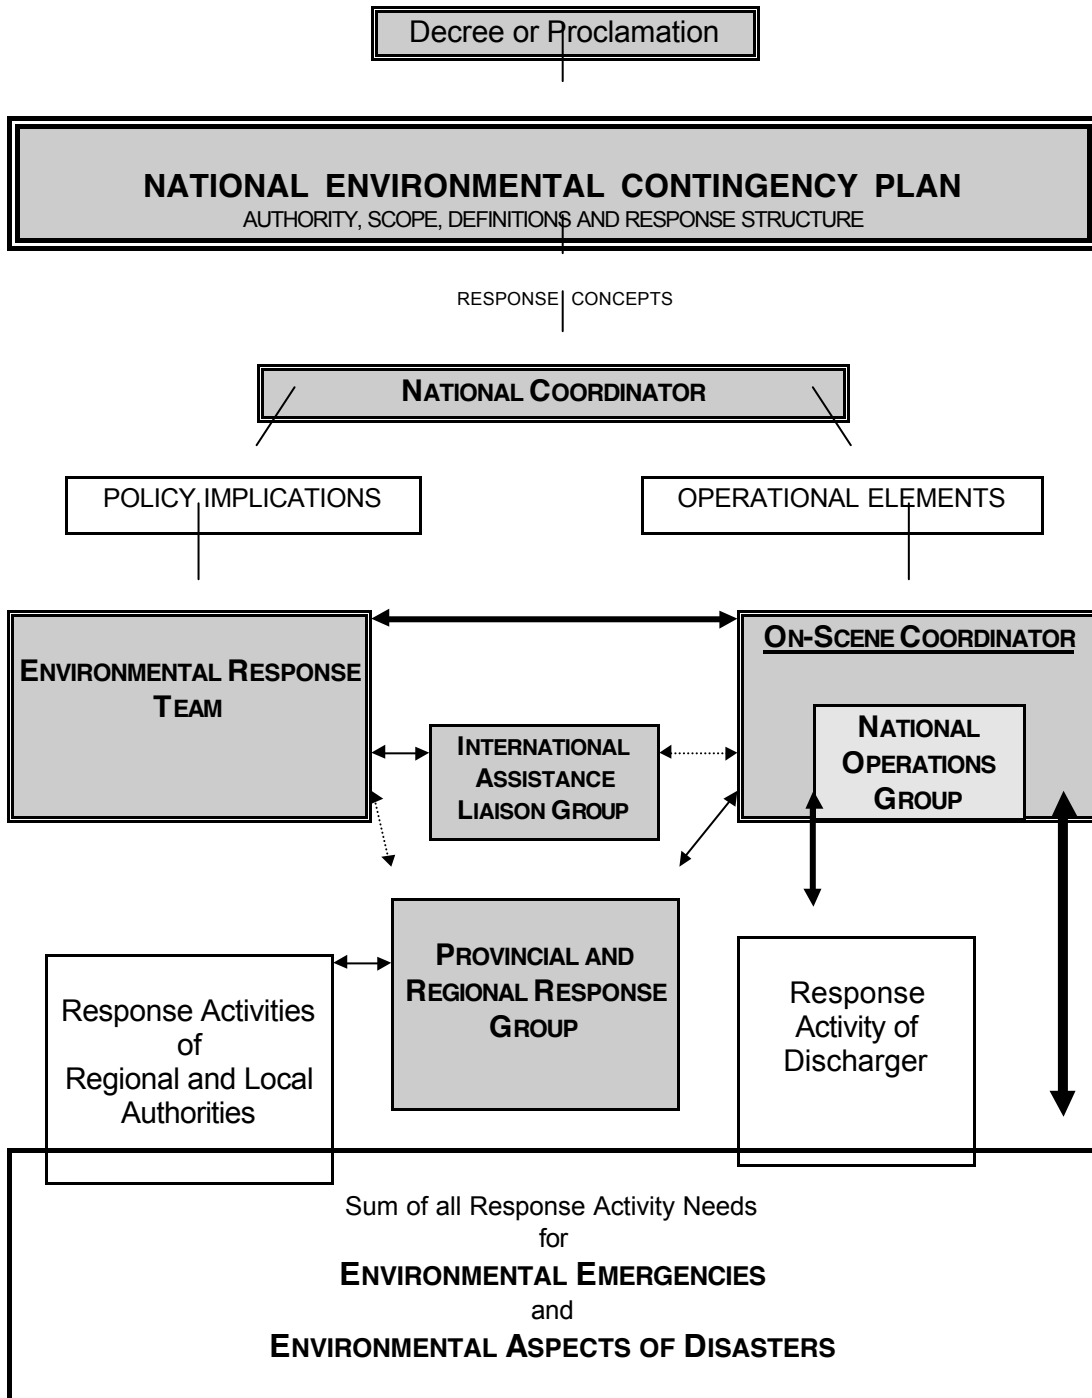 Decree or Proclamation
NATIONAL ENVIRONMENTAL CONTINGENCY PLAN
AUTHORITY, SCOPE, DEFINITIONS AND RESPONSE STRUCTURE
RESPONSE CONCEPTS
NATIONAL COORDINATOR
POLICY IMPLICATIONS
OPERATIONAL ELEMENTS
ENVIRONMENTAL RESPONSE
TEAM
ON-SCENE COORDINATOR
NATIONAL
OPERATIONS
GROUP
INTERNATIONAL
ASSISTANCE
LIAISON GROUP
PROVINCIAL AND
REGIONAL RESPONSE
GROUP
Response Activities
of
Regional and Local
Authorities
Response
Activity of
Discharger
Sum of all Response Activity Needs
for
ENVIRONMENTAL EMERGENCIES
and
ENVIRONMENTAL ASPECTS OF DISASTERS